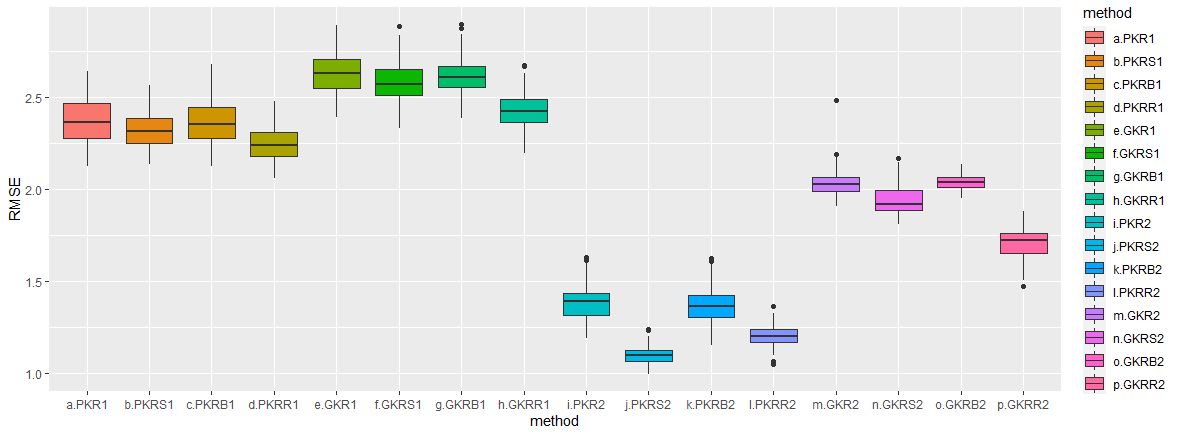 RMSE
2.5
2.0
1.5
1.0
a.PKR1 b.PKRS1 c.PKRB1 d.PKRR1 e.GKR1 f.GKRS1 g.GKRB1 h.GKRR1 i.PKR2 j.PKRS2 k.PKRB2 l.PKRR2 m.GKR2 n.GKRS2 o.GKRB2 p.GKRR2
method
method
a.PKR1
b.PKRS1
c.PKRB1
d.PKRR1
e.GKR1
f.GKRS1
g.GKRB1
h.GKRR1
i.PKR2
j.PKRS2
k.PKRB2
l.PKRR2
m.GKR2
n.GKRS2
o.GKRB2
p.GKRR2